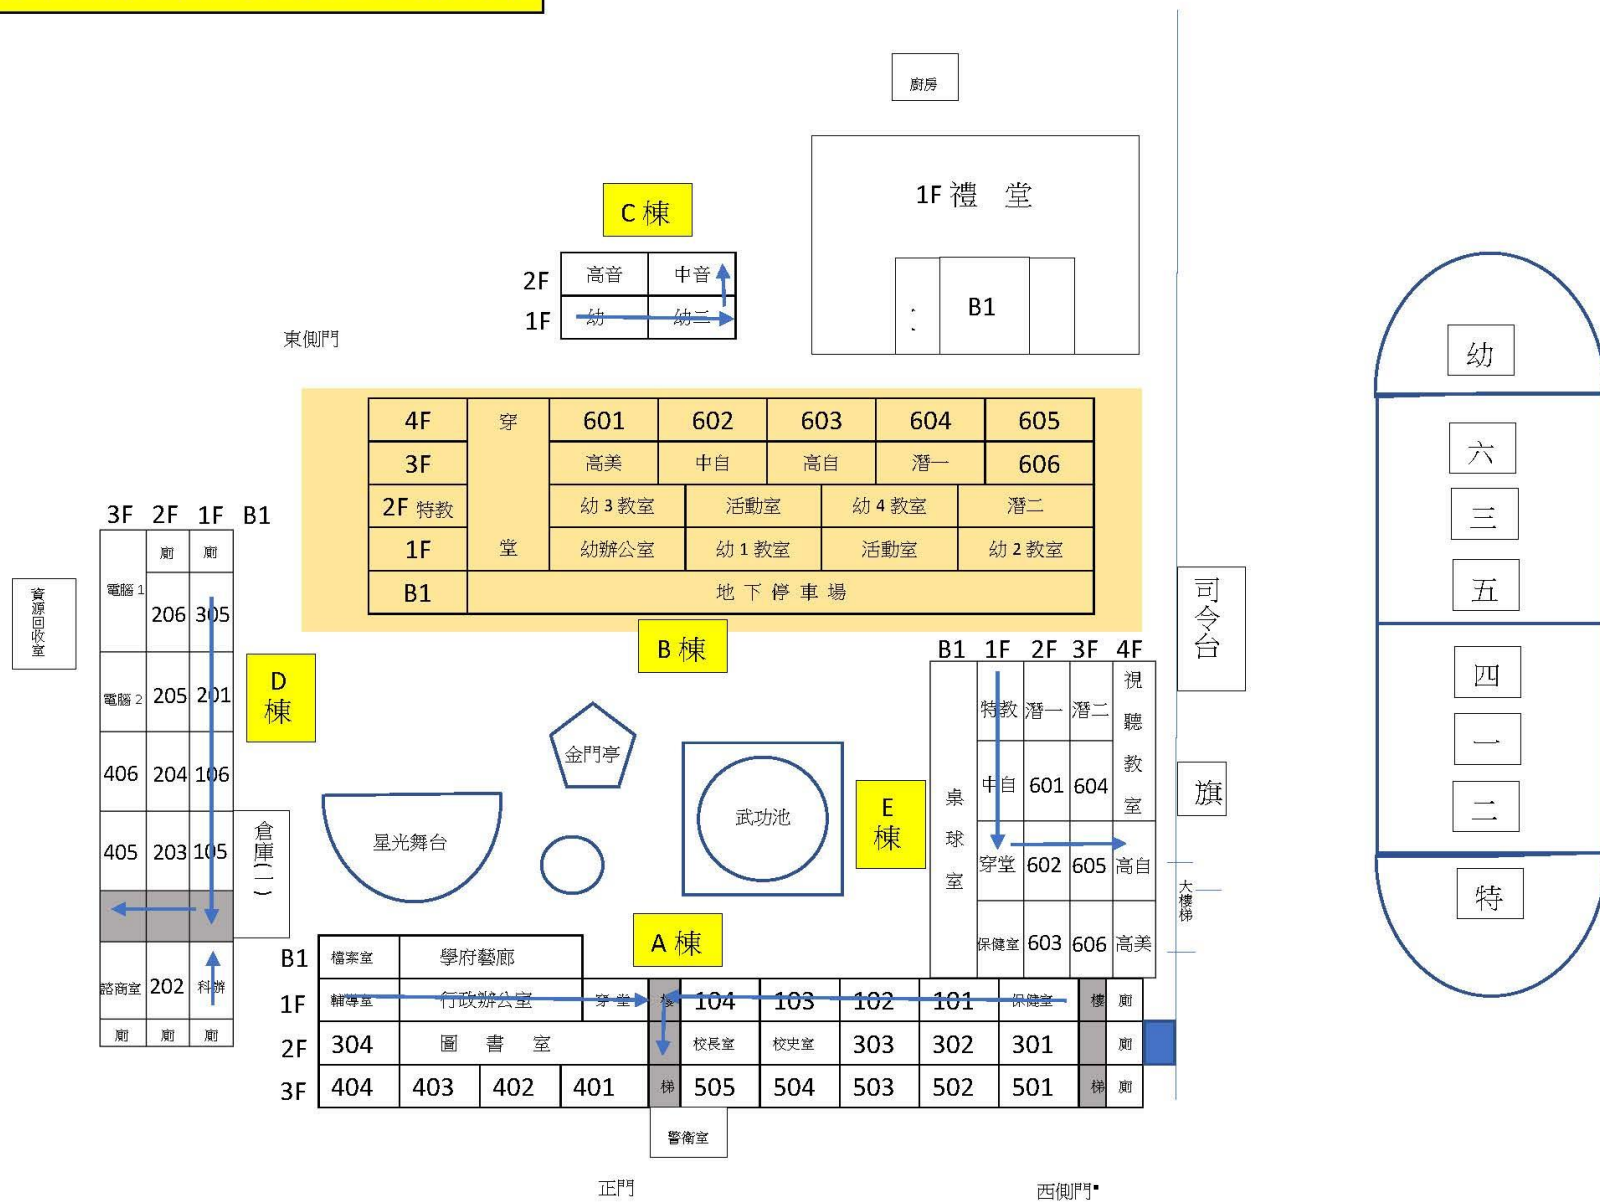 廚房
1F 禮 堂
B1
C 棟
2F 高音 中音
1F 幼一 幼二
東側門
4F 穿 601 602 603 604 605
3F 高美 中自 高自 潛一 606
2F 特教 幼 3 教室 活動室 幼 4 教室 潛二
1F 堂 幼辦公室 幼 1 教室 活動室 幼 2 教室
B1 地 下 停 車 場
B 棟
3F 2F 1F B1
廁 廁
電腦 1 206 305
電腦 2 205 201
406 204 106
405 203 105
諮商室 202 科辦
廁 廁 廁
資源回收室
D
棟
倉庫(一)
金門亭
星光舞台
武功池
E
棟
B1 1F 2F 3F 4F
桌球室
特教 潛一 潛二 視聽教室
中自 601 604
穿堂 602 605 高自
保健室 603 606 高美
A 棟
B1 檔案室 學府藝廊
1F 輔導室 行政辦公室 穿 堂 樓 104 103 102 101 保健室 樓 廁
2F 304 圖 書 室 校長室 校史室 303 302 301 廁
3F 404 403 402 401 梯 505 504 503 502 501 梯 廁
警衛室
正門
西側門
司令台
旗
大樓梯
幼
六
三
五
四
一
二
特